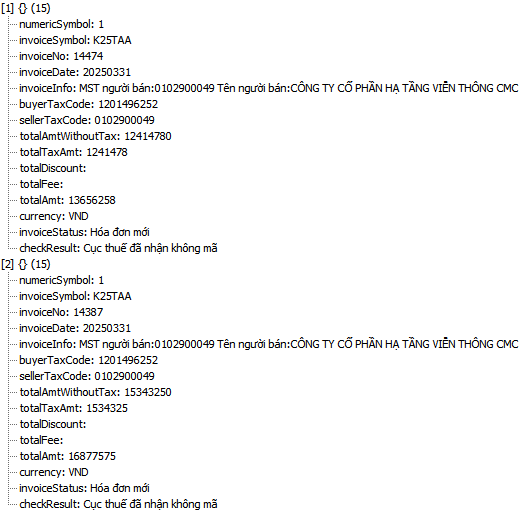 [1] {} (15)
numericSymbol: 1
invoiceSymbol: K25TAA
invoiceNo: 14474
invoiceDate: 20250331
invoiceInfo: MST người bán:0102900049 Tên người bán:CÔNG TY CỔ PHẦN HẠ TẦNG VIỄN THÔNG CMC
buyerTaxCode: 1201496252
sellerTaxCode: 0102900049
totalAmtWithoutTax: 12414780
totalTaxAmt: 1241478
totalDiscount:
totalFee:
totalAmt: 13656258
currency: VND
invoiceStatus: Hóa đơn mới
checkResult: Cục thuế đã nhận không mã
[2] {} (15)
numericSymbol: 1
invoiceSymbol: K25TAA
invoiceNo: 14387
invoiceDate: 20250331
invoiceInfo: MST người bán:0102900049 Tên người bán:CÔNG TY CỔ PHẦN HẠ TẦNG VIỄN THÔNG CMC
buyerTaxCode: 1201496252
sellerTaxCode: 0102900049
totalAmtWithoutTax: 15343250
totalTaxAmt: 1534325
totalDiscount:
totalFee:
totalAmt: 16877575
currency: VND
invoiceStatus: Hóa đơn mới
checkResult: Cục thuế đã nhận không mã